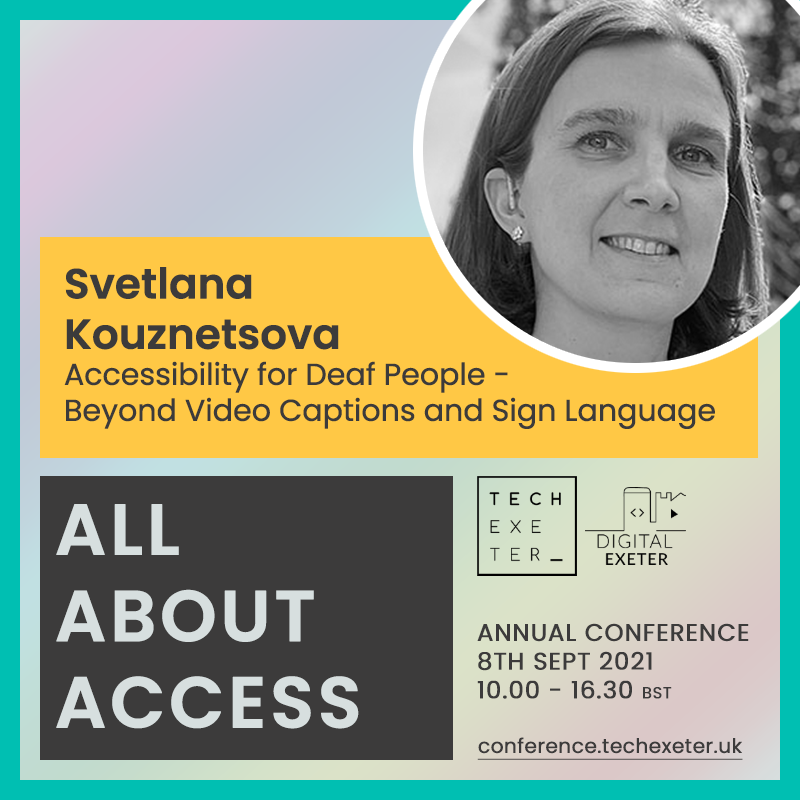 Svetlana
Kouznetsova
Accessibility for Deaf People -
Beyond Video Captions and Sign Language
ALL
ABOUT
ACCESS
TECH
EXE
TER_
<>
DIGITAL
EXETER
ANNUAL CONFERENCE
8TH SEPT 2021
10.00 - 16.30 BST
conference.techexeter.uk